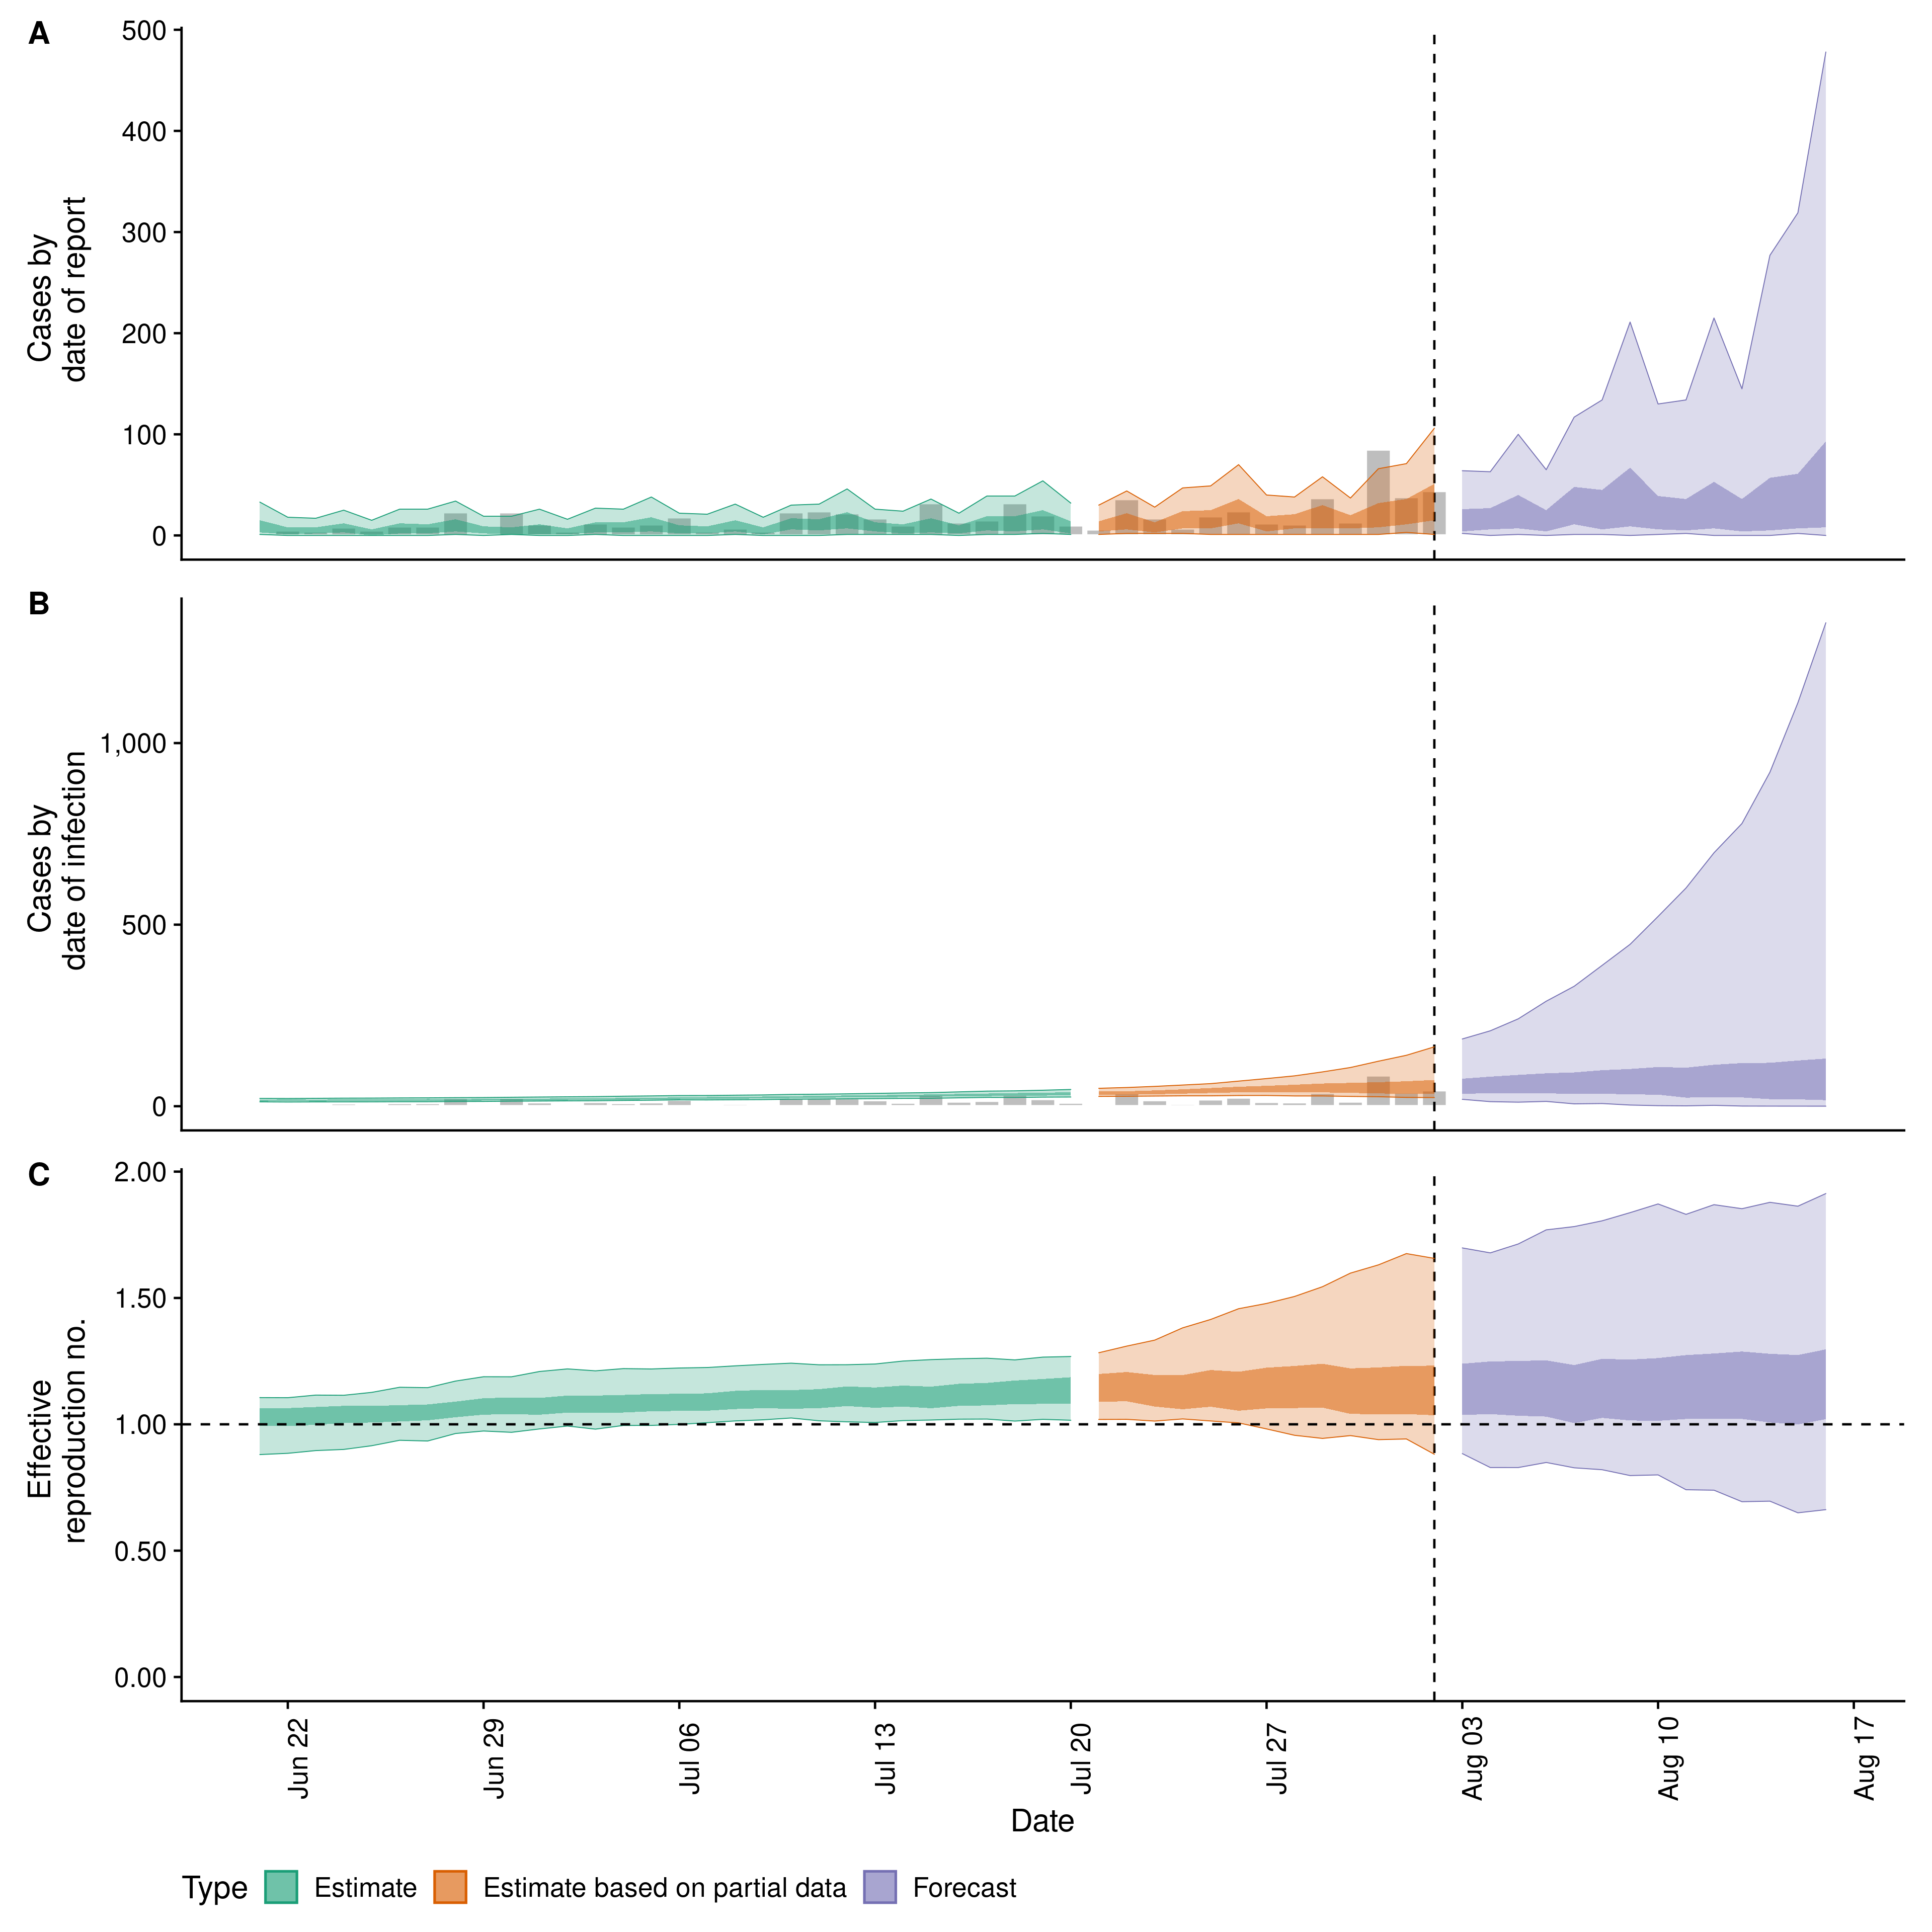 A
Cases by
date of report
500
400
300
200
100
0
B
Cases by
date of infection
1,000
500
0
C
Effective
reproduction no.
2.00
1.50
1.00
0.50
0.00
Jun 22
Jun 29
Jul 06
Jul 13
Jul 20
Jul 27
Aug 03
Aug 10
Aug 17
Date
Type Estimate Estimate based on partial data Forecast